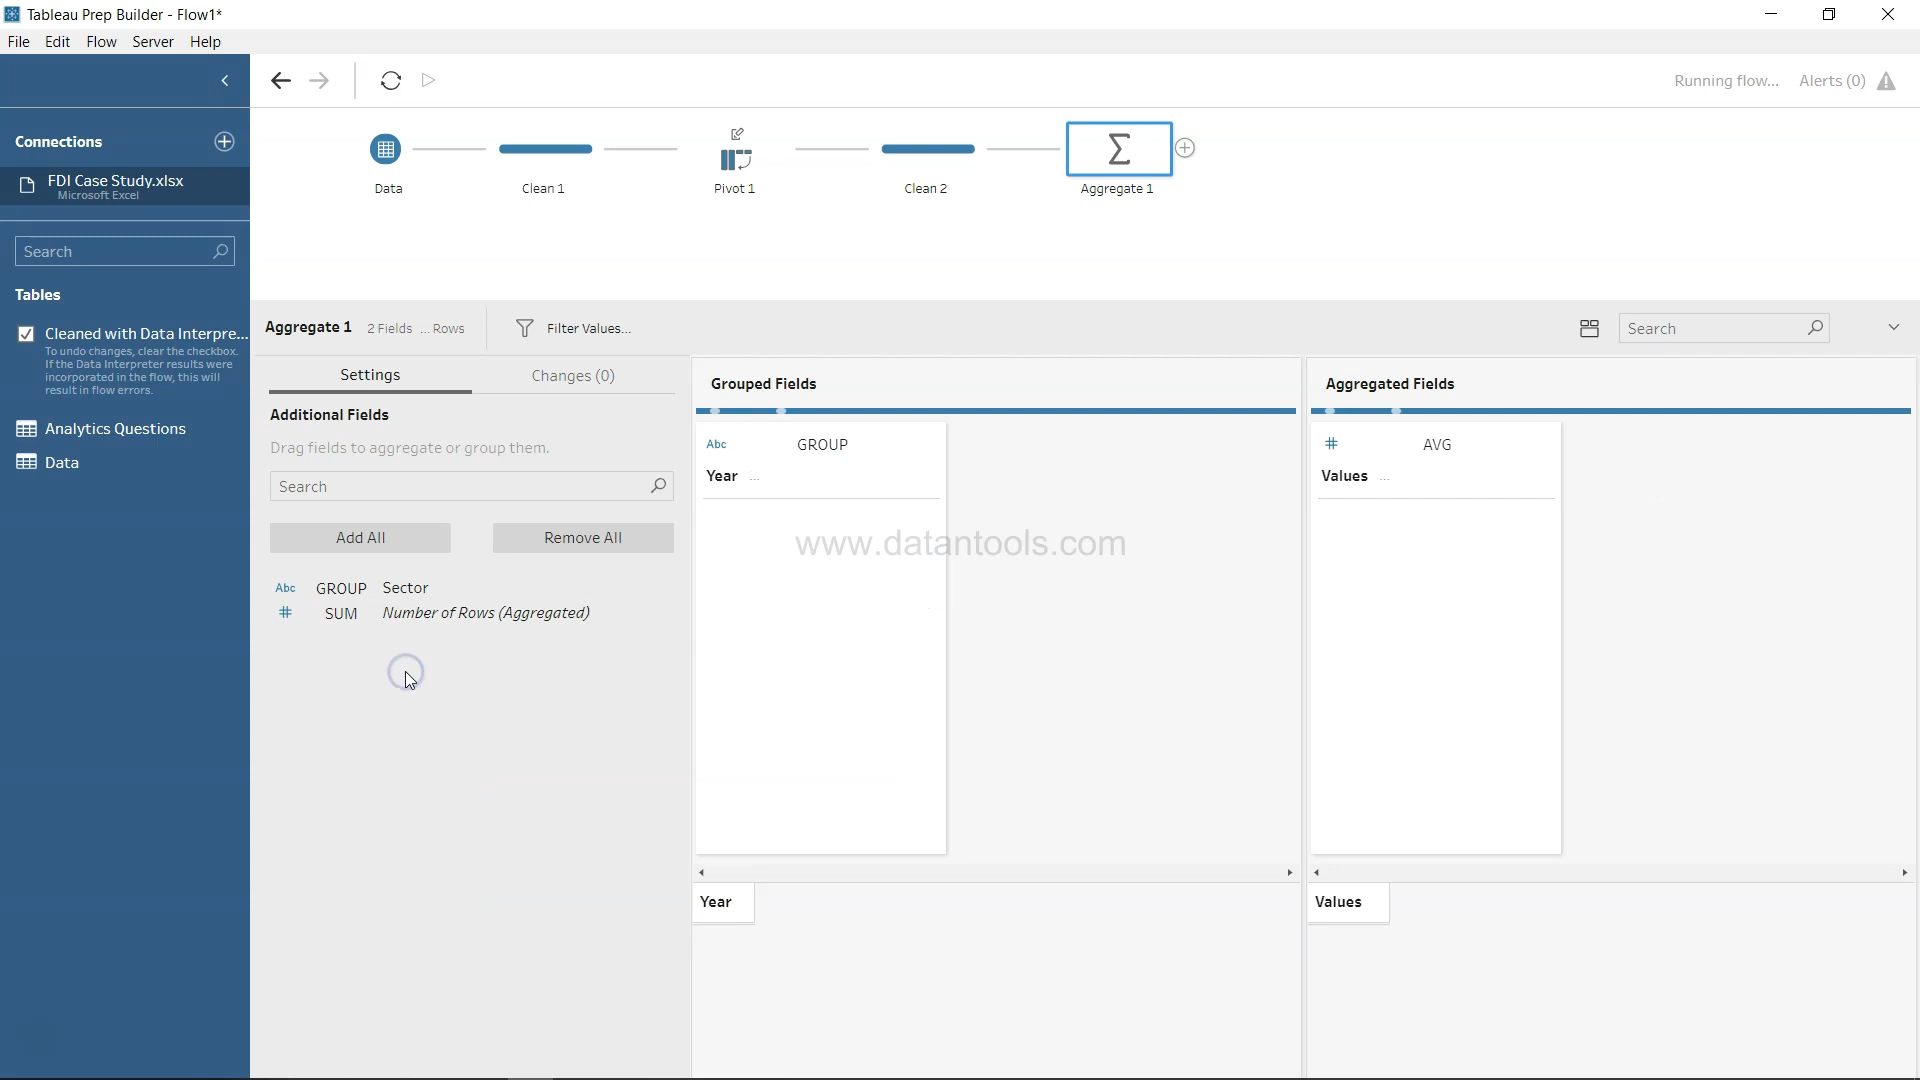 Tableau Prep Builder - Flow1*
File Edit Flow Server Help
Running flow... Alerts (0)
Connections
FDI Case Study.xlsx
Microsoft Excel
Data Clean 1 Pivot 1 Clean 2 Aggregate 1
Search
Tables
Cleaned with Data Interpre...
To undo changes, clear the checkbox.
If the Data Interpreter results were
incorporated in the flow, this will
result in flow errors.
Analytics Questions
Data
Aggregate 1 2 Fields ... Rows Filter Values... Search
Settings Changes (0)
Additional Fields
Drag fields to aggregate or group them.
Search
Add All Remove All
Abc GROUP Sector
# SUM Number of Rows (Aggregated)
Grouped Fields
Abc GROUP
Year ...
www.datantools.com
Year
Aggregated Fields
# AVG
Values ...
Values